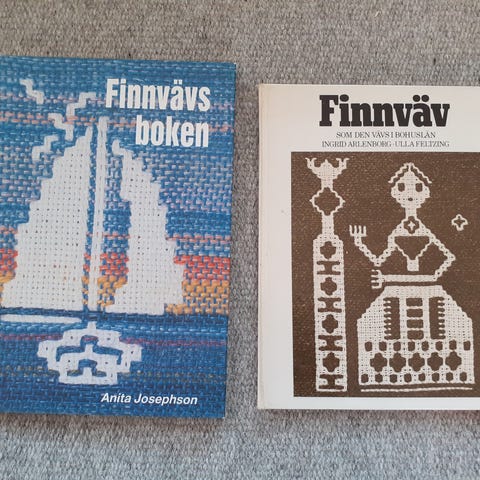 Finnvävs
boken
Anita Josephson
Finnväv
SOM DEN VÄVS I BOHUSLÄN
INGRID ARLENBORG · ULLA FELTZING